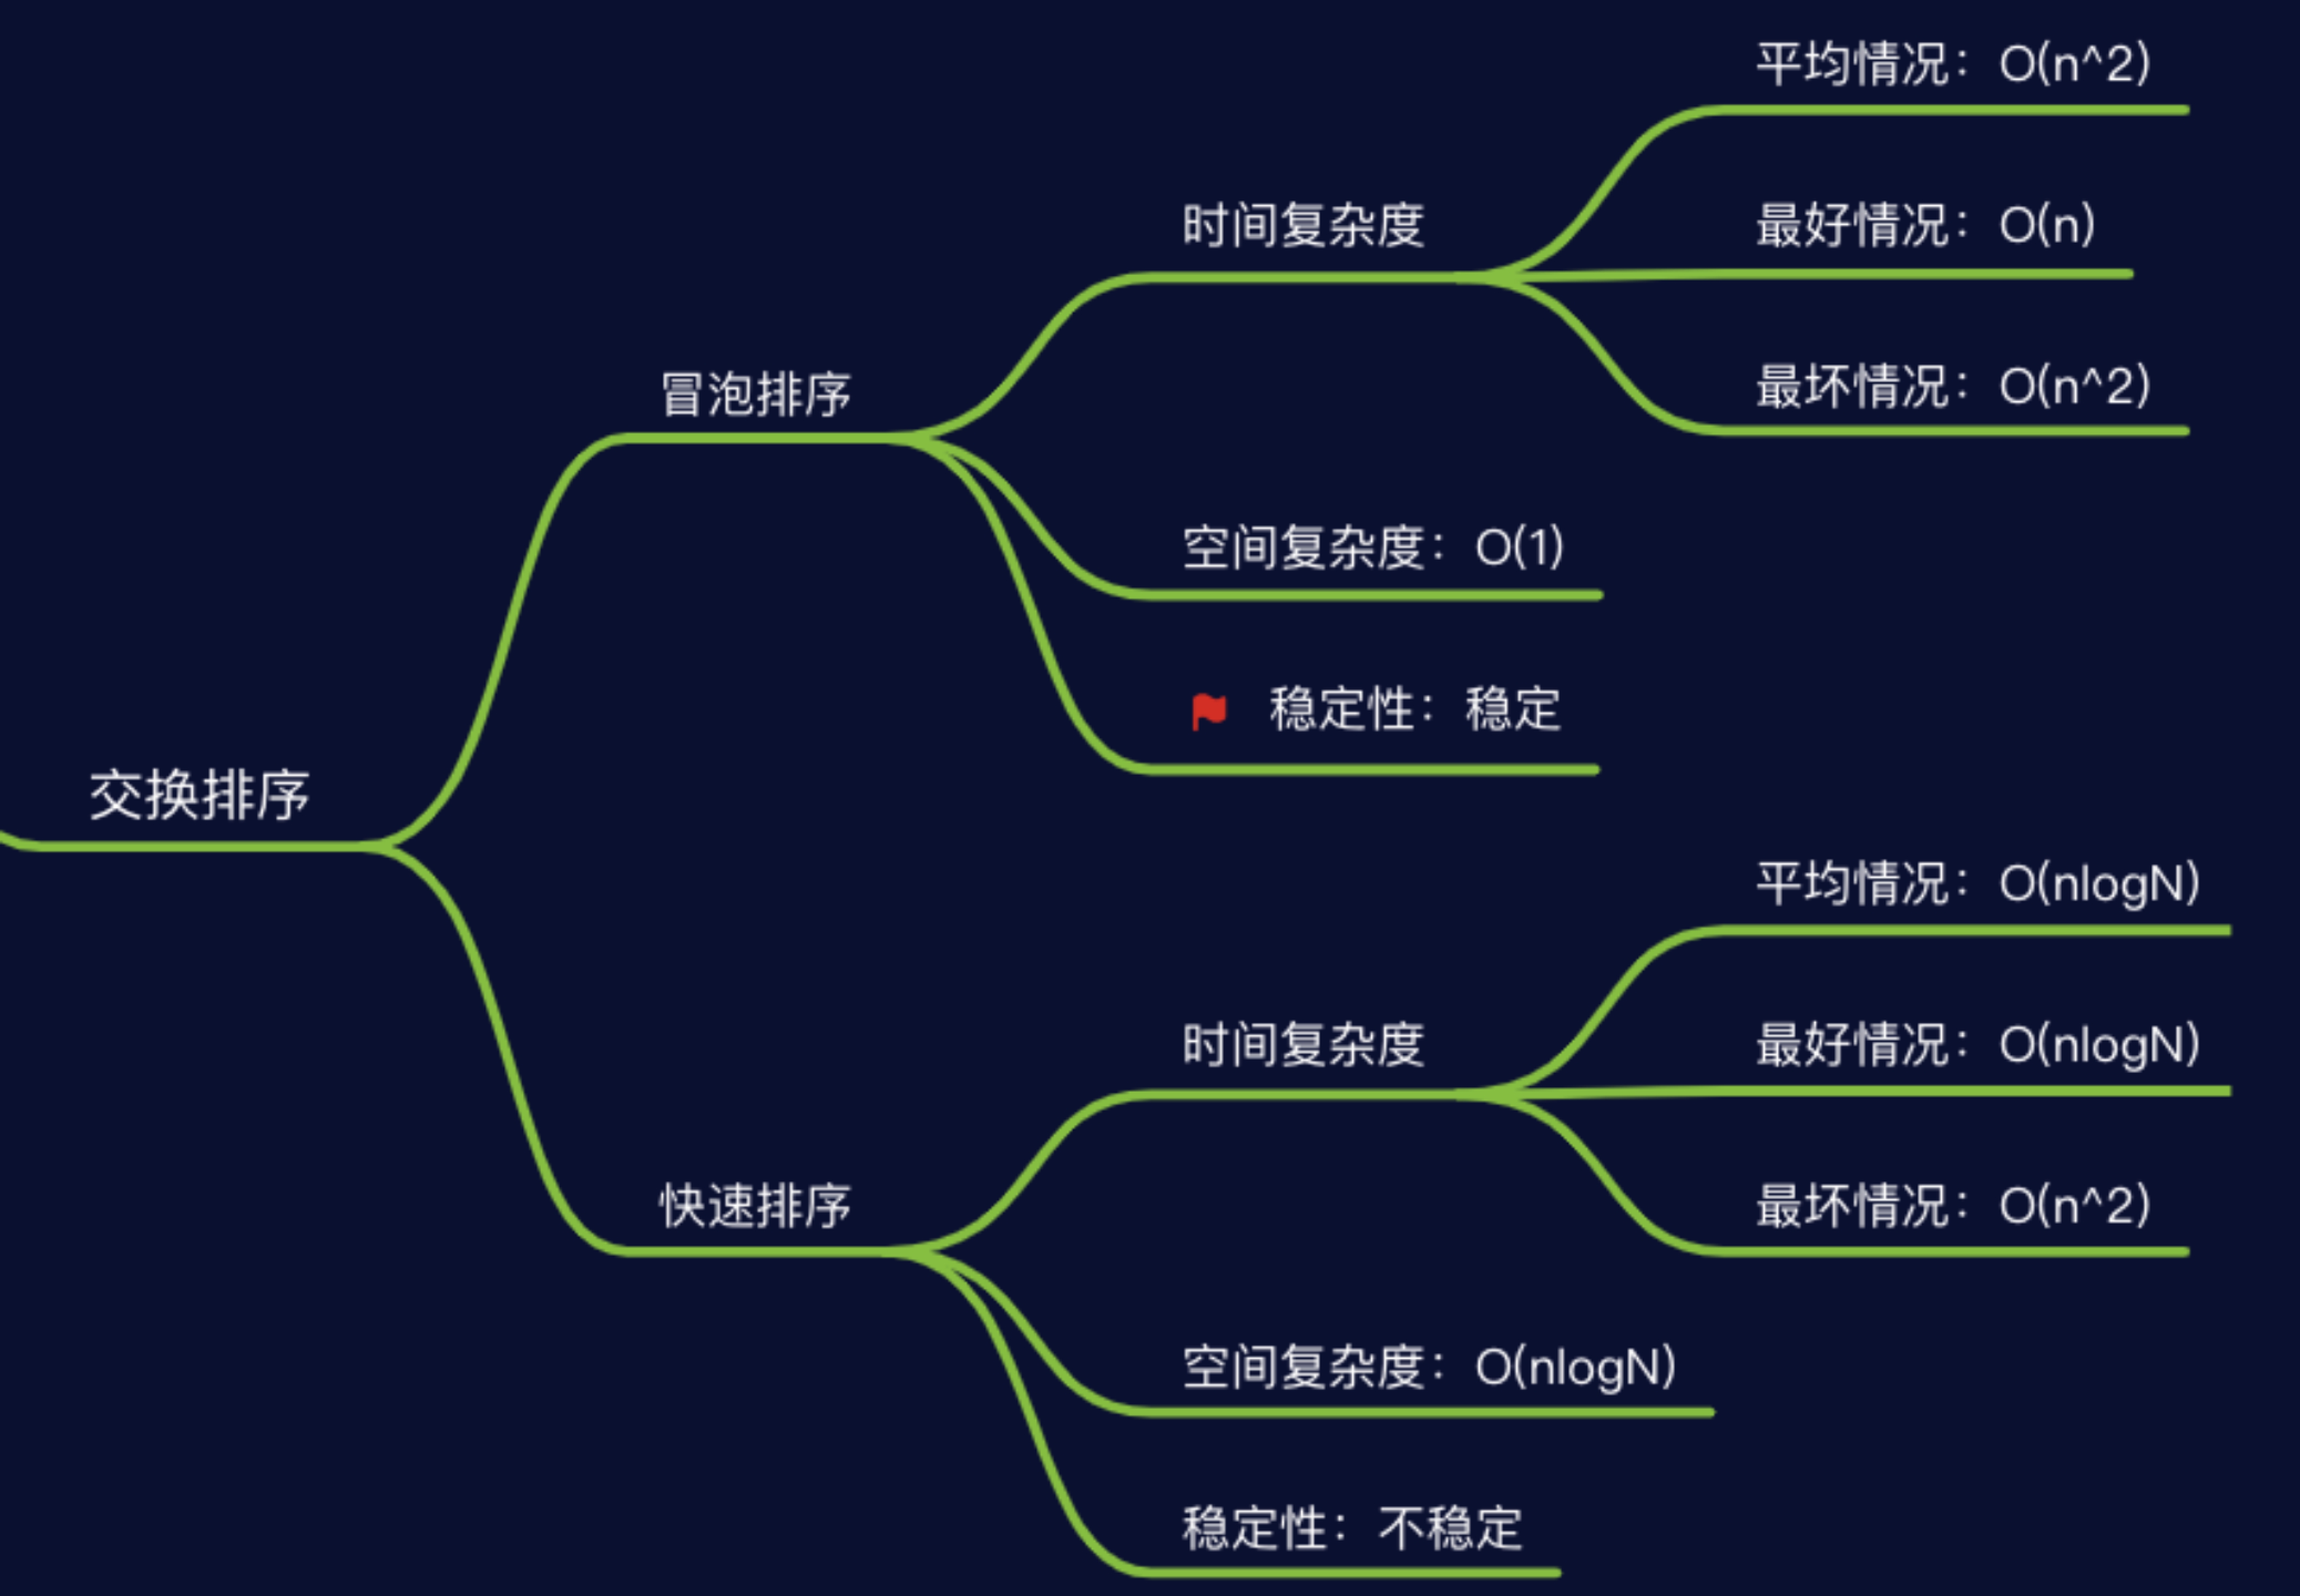 交换排序
冒泡排序
时间复杂度
平均情况：O(n^2)
最好情况：O(n)
最坏情况：O(n^2)
空间复杂度：O(1)
稳定性：稳定
快速排序
时间复杂度
平均情况：O(nlogN)
最好情况：O(nlogN)
最坏情况：O(n^2)
空间复杂度：O(nlogN)
稳定性：不稳定